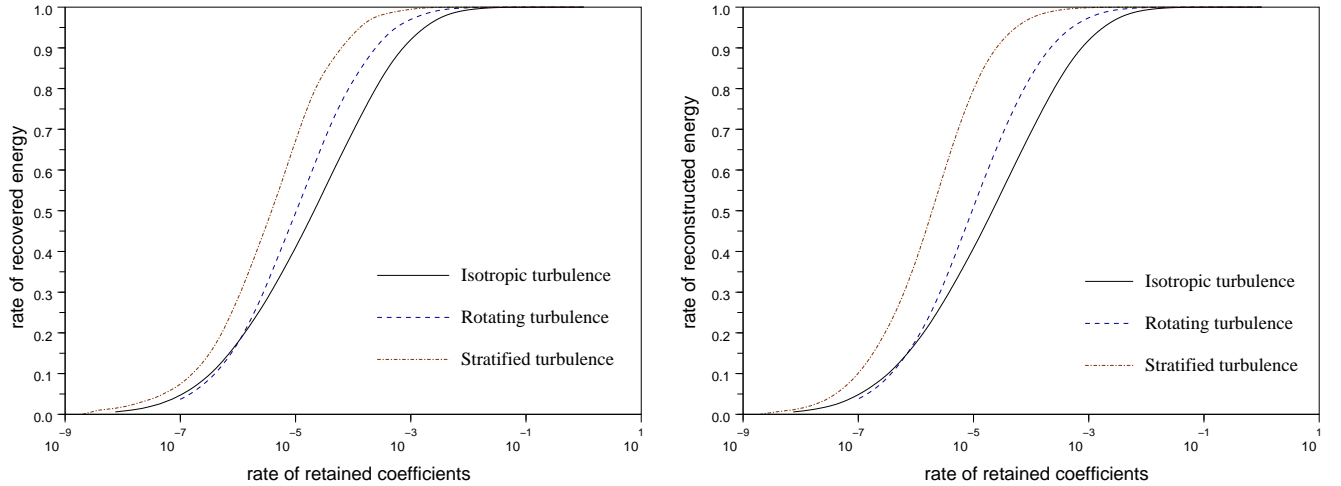 rate of recovered energy
1.0
0.9
0.8
0.7
0.6
0.5
0.4
0.3
0.2
0.1
0.0
Isotropic turbulence
Rotating turbulence
Stratified turbulence
10⁻⁹ 10⁻⁷ 10⁻⁵ 10⁻³ 10⁻¹ 10¹
rate of retained coefficients
rate of reconstructed energy
1.0
0.9
0.8
0.7
0.6
0.5
0.4
0.3
0.2
0.1
0.0
Isotropic turbulence
Rotating turbulence
Stratified turbulence
10⁻⁹ 10⁻⁷ 10⁻⁵ 10⁻³ 10⁻¹ 10¹
rate of retained coefficients